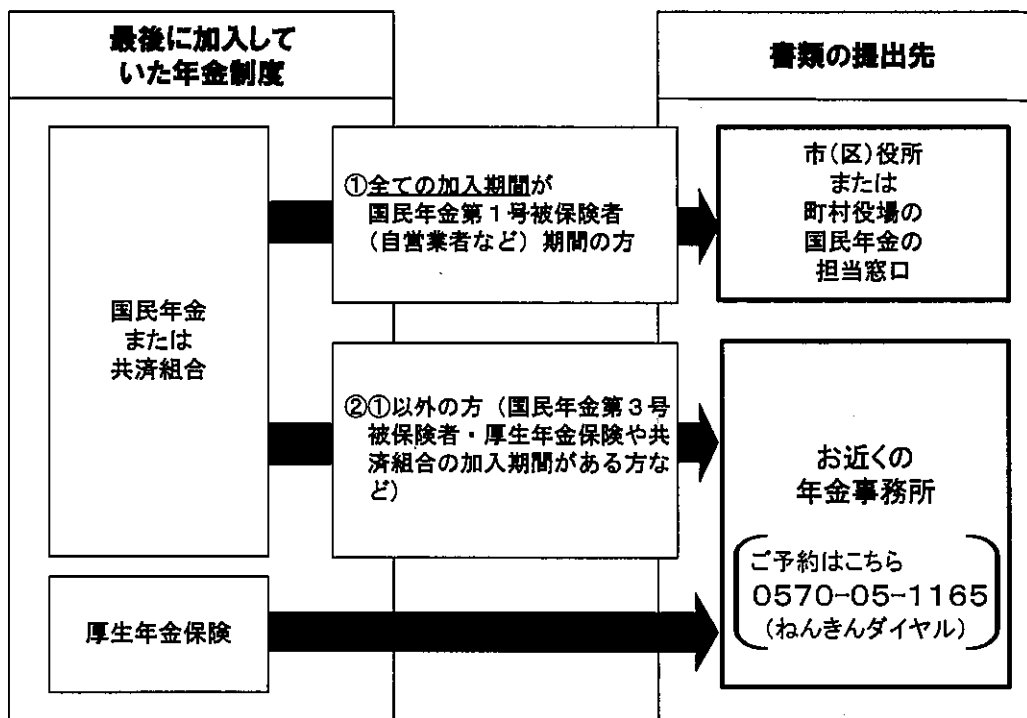 最後に加入して
いた年金制度
書類の提出先
国民年金
または
共済組合
①全ての加入期間が
国民年金第1号被保険者
（自営業者など）期間の方
市（区）役所
または
町村役場の
国民年金の
担当窓口
②①以外の方（国民年金第3号
被保険者・厚生年金保険や共
済組合の加入期間がある方な
ど）
お近くの
年金事務所
ご予約はこちら
0570-05-1165
（ねんきんダイヤル）
厚生年金保険